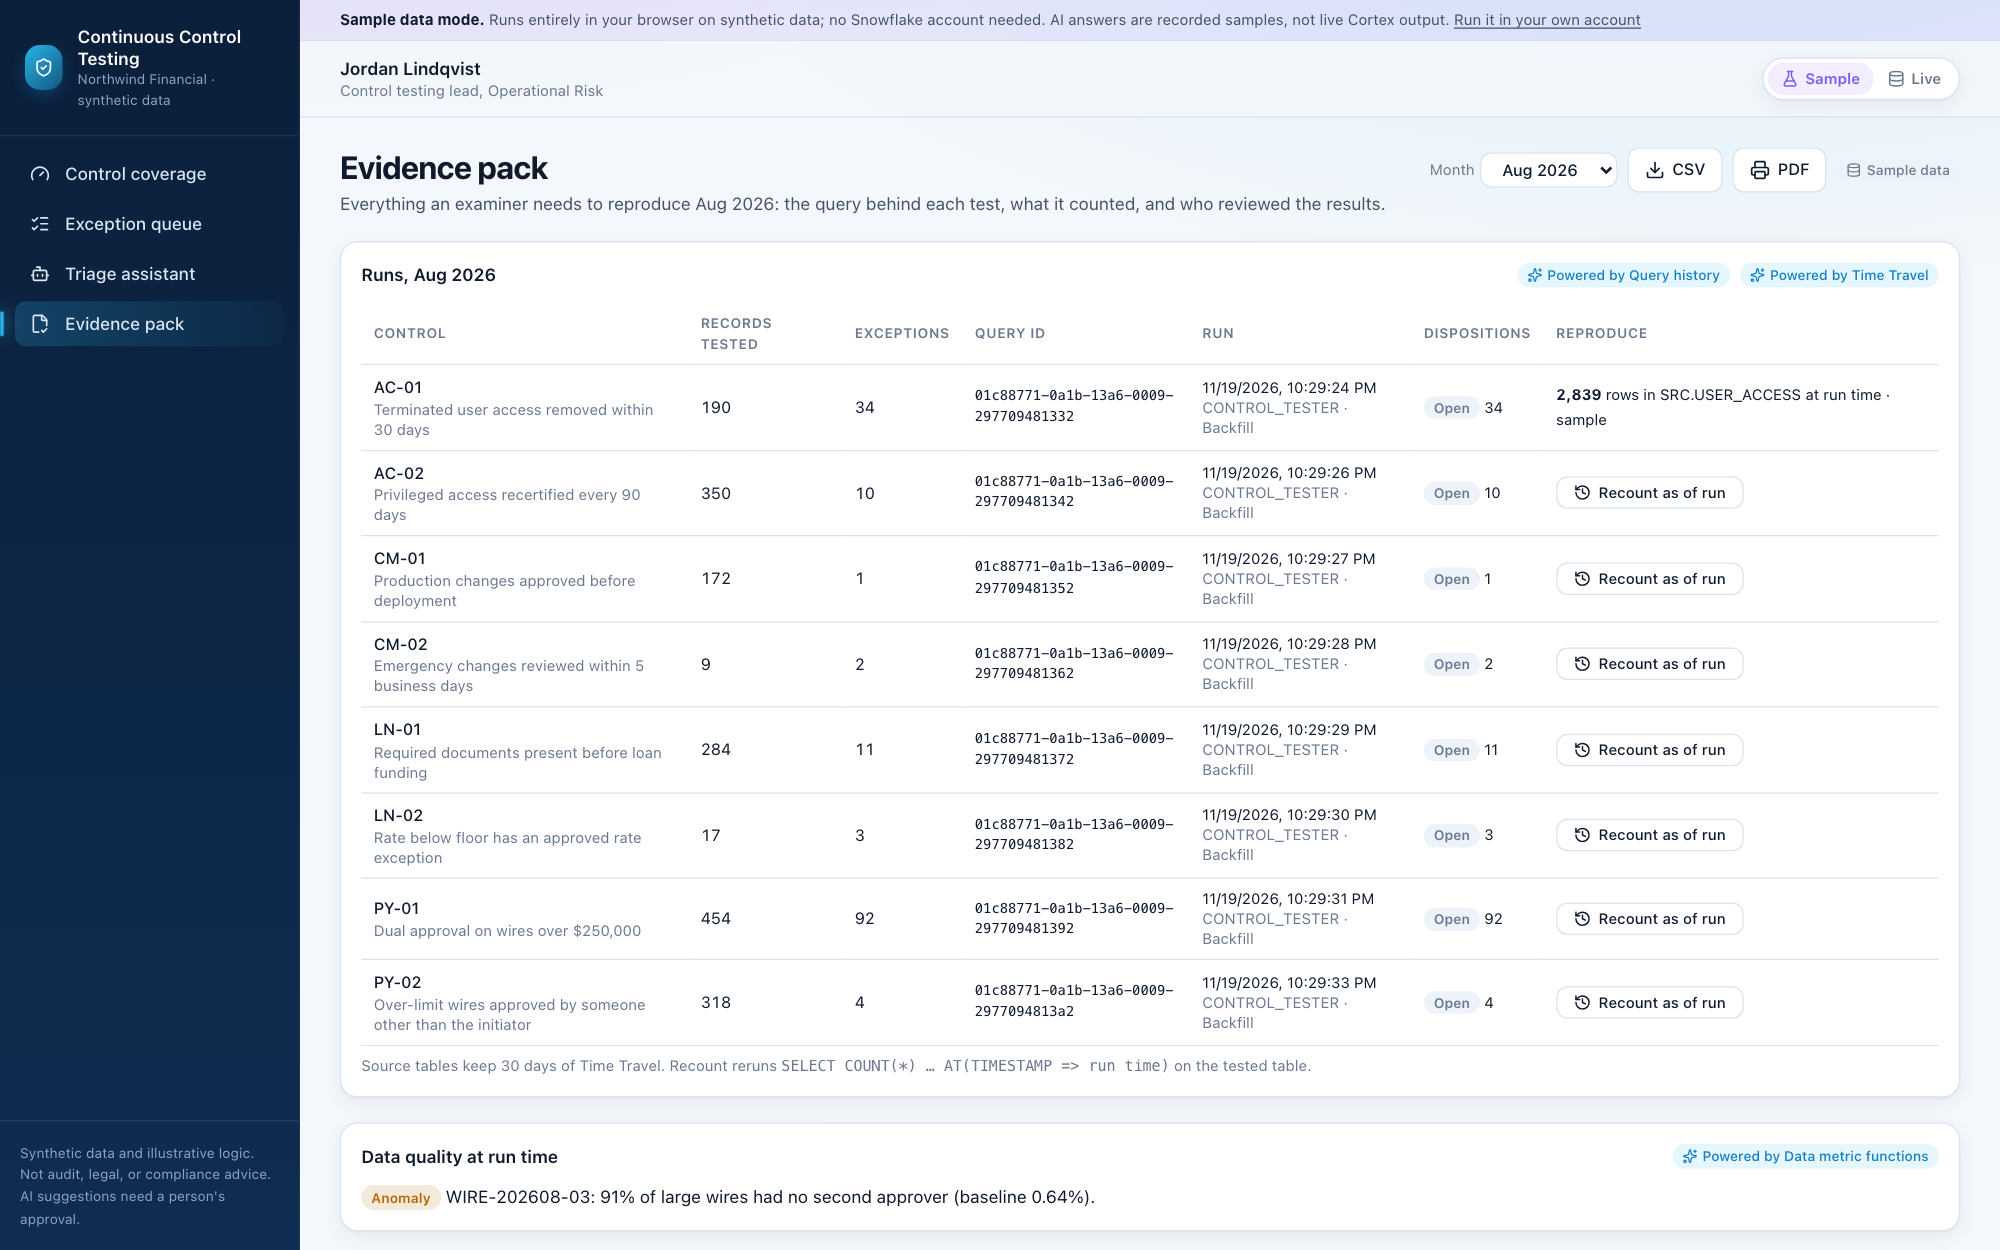 Continuous Control
Testing
Northwind Financial ·
synthetic data
Control coverage
Exception queue
Triage assistant
Evidence pack
Synthetic data and illustrative logic.
Not audit, legal, or compliance advice.
AI suggestions need a person's
approval.
Sample data mode. Runs entirely in your browser on synthetic data; no Snowflake account needed. AI answers are recorded samples, not live Cortex output. Run it in your own account
Jordan Lindqvist
Control testing lead, Operational Risk
Sample Live
Evidence pack
Month Aug 2026 CSV PDF Sample data
Everything an examiner needs to reproduce Aug 2026: the query behind each test, what it counted, and who reviewed the results.
Runs, Aug 2026
Powered by Query history Powered by Time Travel
CONTROL RECORDS TESTED EXCEPTIONS QUERY ID RUN DISPOSITIONS REPRODUCE
AC-01
Terminated user access removed within
30 days
190
34
01c88771-0a1b-13a6-0009-
297709481332
11/19/2026, 10:29:24 PM
CONTROL_TESTER ·
Backfill
Open 34
2,839 rows in SRC.USER_ACCESS at run time ·
sample
AC-02
Privileged access recertified every 90
days
350
10
01c88771-0a1b-13a6-0009-
297709481342
11/19/2026, 10:29:26 PM
CONTROL_TESTER ·
Backfill
Open 10
Recount as of run
CM-01
Production changes approved before
deployment
172
1
01c88771-0a1b-13a6-0009-
297709481352
11/19/2026, 10:29:27 PM
CONTROL_TESTER ·
Backfill
Open 1
Recount as of run
CM-02
Emergency changes reviewed within 5
business days
9
2
01c88771-0a1b-13a6-0009-
297709481362
11/19/2026, 10:29:28 PM
CONTROL_TESTER ·
Backfill
Open 2
Recount as of run
LN-01
Required documents present before loan
funding
284
11
01c88771-0a1b-13a6-0009-
297709481372
11/19/2026, 10:29:29 PM
CONTROL_TESTER ·
Backfill
Open 11
Recount as of run
LN-02
Rate below floor has an approved rate
exception
17
3
01c88771-0a1b-13a6-0009-
297709481382
11/19/2026, 10:29:30 PM
CONTROL_TESTER ·
Backfill
Open 3
Recount as of run
PY-01
Dual approval on wires over $250,000
454
92
01c88771-0a1b-13a6-0009-
297709481392
11/19/2026, 10:29:31 PM
CONTROL_TESTER ·
Backfill
Open 92
Recount as of run
PY-02
Over-limit wires approved by someone
other than the initiator
318
4
01c88771-0a1b-13a6-0009-
2977094813a2
11/19/2026, 10:29:33 PM
CONTROL_TESTER ·
Backfill
Open 4
Recount as of run
Source tables keep 30 days of Time Travel. Recount reruns SELECT COUNT(*) … AT(TIMESTAMP => run time) on the tested table.
Data quality at run time
Powered by Data metric functions
Anomaly WIRE-202608-03: 91% of large wires had no second approver (baseline 0.64%).